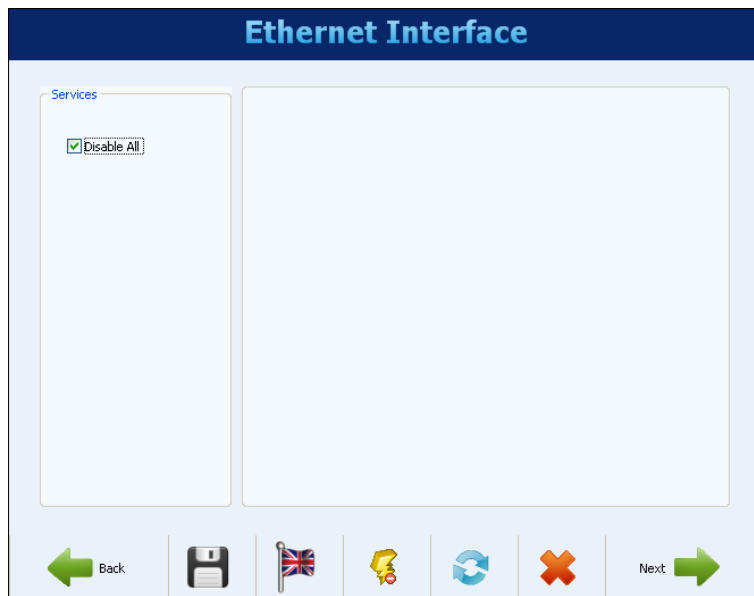 Ethernet Interface
Services
Disable All
Back
Next